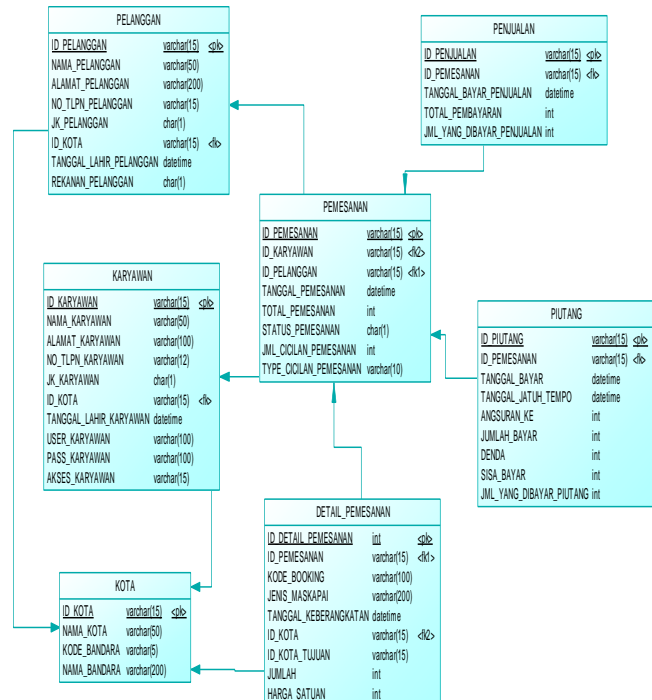 PELANGGAN
ID_PELANGGAN varchar(15) <pk>
NAMA_PELANGGAN varchar(50)
ALAMAT_PELANGGAN varchar(200)
NO_TLPN_PELANGGAN varchar(15)
JK_PELANGGAN char(1)
ID_KOTA varchar(15) <fk>
TANGGAL_LAHR_PELANGGAN datetime
REKANAN_PELANGGAN char(1)
PENJUALAN
ID_PENJUALAN varchar(15) <pk>
ID_PEMESANAN varchar(15) <fk>
TANGGAL_BAYAR_PENJUALAN datetime
TOTAL_PEMBAYARAN int
JML_YANG_DIBAYAR_PENJUALAN int
PEMESANAN
ID_PEMESANAN varchar(15) <pk>
ID_KARYAWAN varchar(15) <fk2>
ID_PELANGGAN varchar(15) <fk1>
TANGGAL_PEMESANAN datetime
TOTAL_PEMESANAN int
STATUS_PEMESANAN char(1)
JML_CICILAN_PEMESANAN int
TYPE_CICILAN_PEMESANAN varchar(10)
KARYAWAN
ID_KARYAWAN varchar(15) <pk>
NAMA_KARYAWAN varchar(50)
ALAMAT_KARYAWAN varchar(100)
NO_TLPN_KARYAWAN varchar(12)
JK_KARYAWAN char(1)
ID_KOTA varchar(15) <fk>
TANGGAL_LAHIR_KARYAWAN datetime
USER_KARYAWAN varchar(100)
PASS_KARYAWAN varchar(100)
AKSES_KARYAWAN varchar(15)
PIUTANG
ID_PIUTANG varchar(15) <pk>
ID_PEMESANAN varchar(15) <fk>
TANGGAL_BAYAR datetime
TANGGAL_JATUH_TEMPO datetime
ANGSURAN_KE int
JUMLAH_BAYAR int
DENDA int
SISA_BAYAR int
JML_YANG_DIBAYAR_PIUTANG int
DETAIL_PEMESANAN
ID_DETAIL_PEMESANAN int <pk>
ID_PEMESANAN varchar(15) <fk1>
KODE_BOOKING varchar(100)
JENIS_MASKAPAI varchar(200)
TANGGAL_KEBERANGKATAN datetime
ID_KOTA varchar(15) <fk2>
ID_KOTA_TUJUAN varchar(15)
JUMLAH int
HARGA_SATUAN int
KOTA
ID_KOTA varchar(15) <pk>
NAMA_KOTA varchar(50)
KODE_BANDARA varchar(5)
NAMA_BANDARA varchar(200)